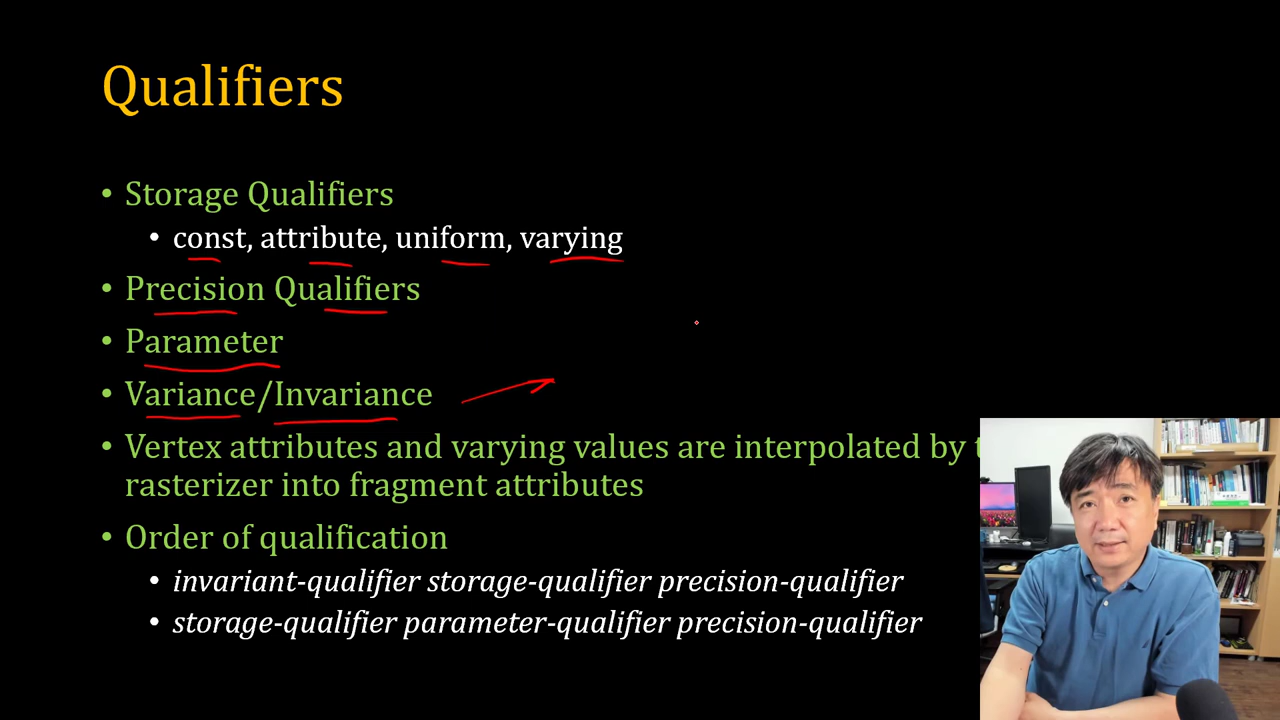 Qualifiers
• Storage Qualifiers
• const, attribute, uniform, varying
• Precision Qualifiers
• Parameter
• Variance/Invariance
• Vertex attributes and varying values are interpolated by
rasterizer into fragment attributes
• Order of qualification
• invariant-qualifier storage-qualifier precision-qualifier
• storage-qualifier parameter-qualifier precision-qualifier